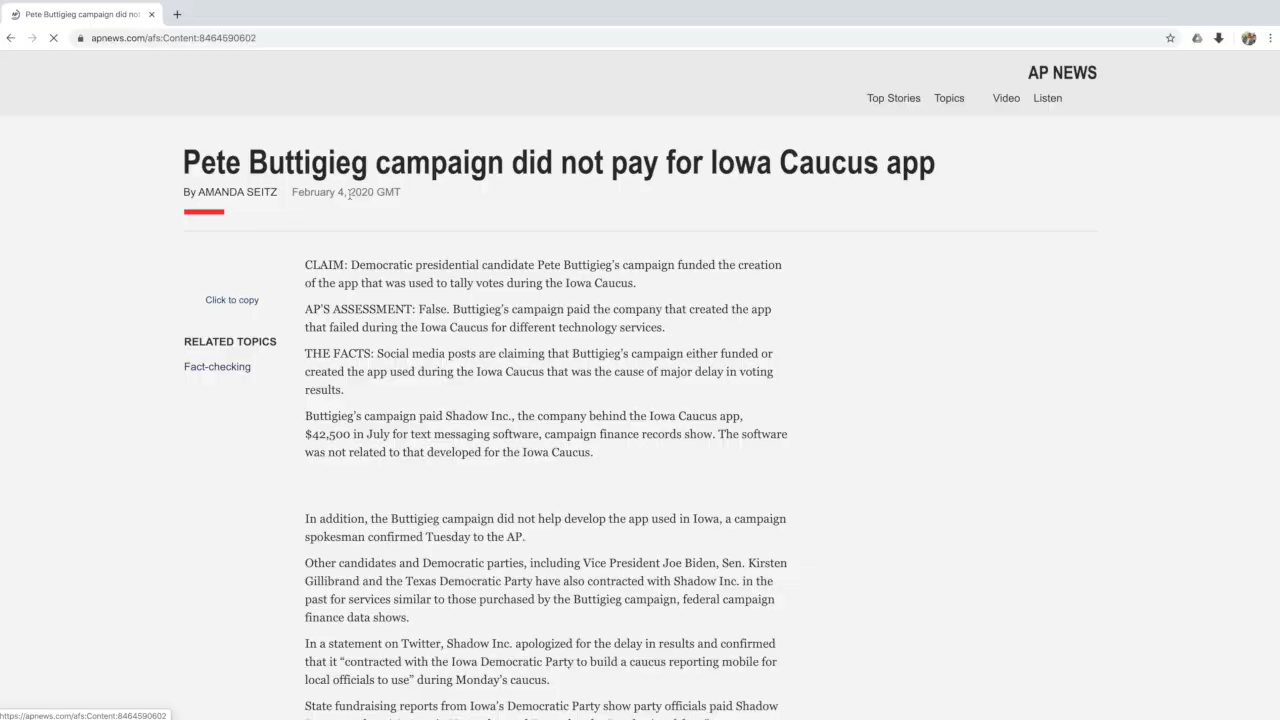 Pete Buttigieg campaign did not
apnews.com/afs:Content:8464590602
AP NEWS
Top Stories Topics Video Listen
Pete Buttigieg campaign did not pay for Iowa Caucus app
By AMANDA SEITZ February 4, 2020 GMT
CLAIM: Democratic presidential candidate Pete Buttigieg’s campaign funded the creation
of the app that was used to tally votes during the Iowa Caucus.
Click to copy
AP’S ASSESSMENT: False. Buttigieg’s campaign paid the company that created the app
that failed during the Iowa Caucus for different technology services.
RELATED TOPICS
Fact-checking
THE FACTS: Social media posts are claiming that Buttigieg’s campaign either funded or
created the app used during the Iowa Caucus that was the cause of major delay in voting
results.
Buttigieg’s campaign paid Shadow Inc., the company behind the Iowa Caucus app,
$42,500 in July for text messaging software, campaign finance records show. The software
was not related to that developed for the Iowa Caucus.
In addition, the Buttigieg campaign did not help develop the app used in Iowa, a campaign
spokesman confirmed Tuesday to the AP.
Other candidates and Democratic parties, including Vice President Joe Biden, Sen. Kirsten
Gillibrand and the Texas Democratic Party have also contracted with Shadow Inc. in the
past for services similar to those purchased by the Buttigieg campaign, federal campaign
finance data shows.
In a statement on Twitter, Shadow Inc. apologized for the delay in results and confirmed
that it “contracted with the Iowa Democratic Party to build a caucus reporting mobile for
local officials to use” during Monday’s caucus.
State fundraising reports from Iowa’s Democratic Party show party officials paid Shadow
https://apnews.com/afs:Content:8464590602